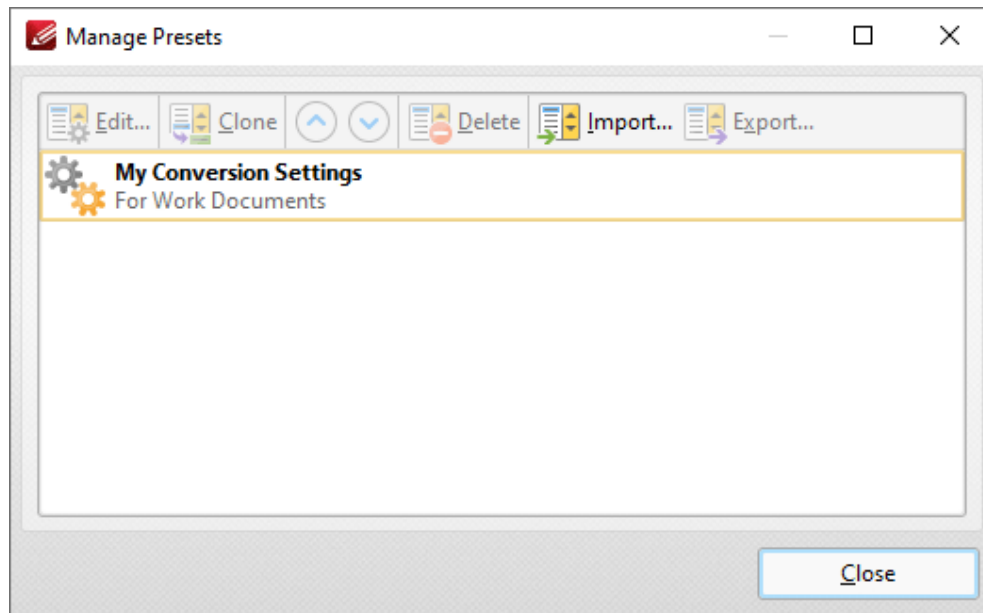 Manage Presets
Edit... Clone Delete Import... Export...
My Conversion Settings
For Work Documents
Close